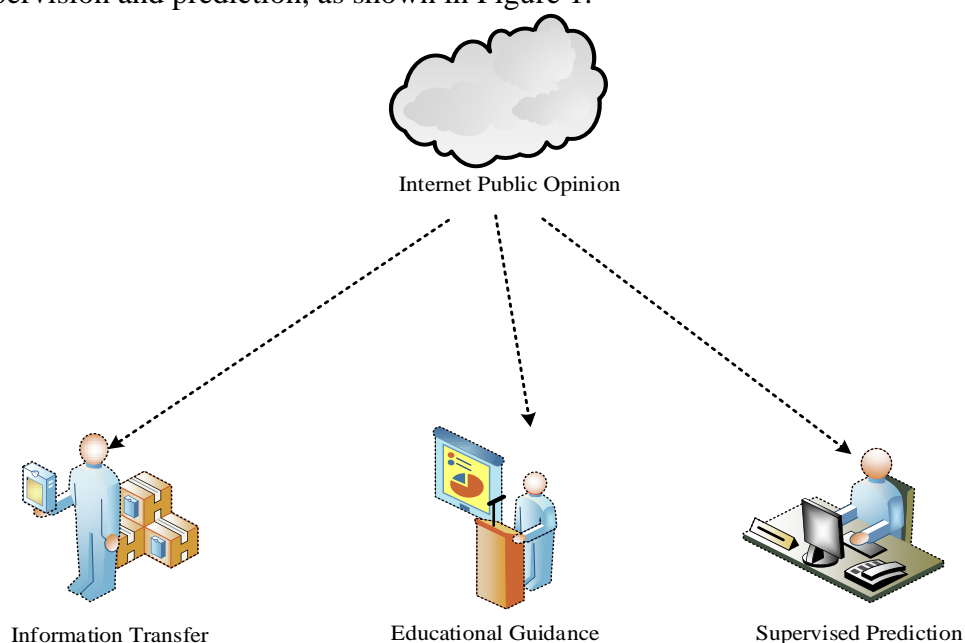 supervision and prediction, as shown in Figure 1.
Internet Public Opinion
Information Transfer
Educational Guidance
Supervised Prediction